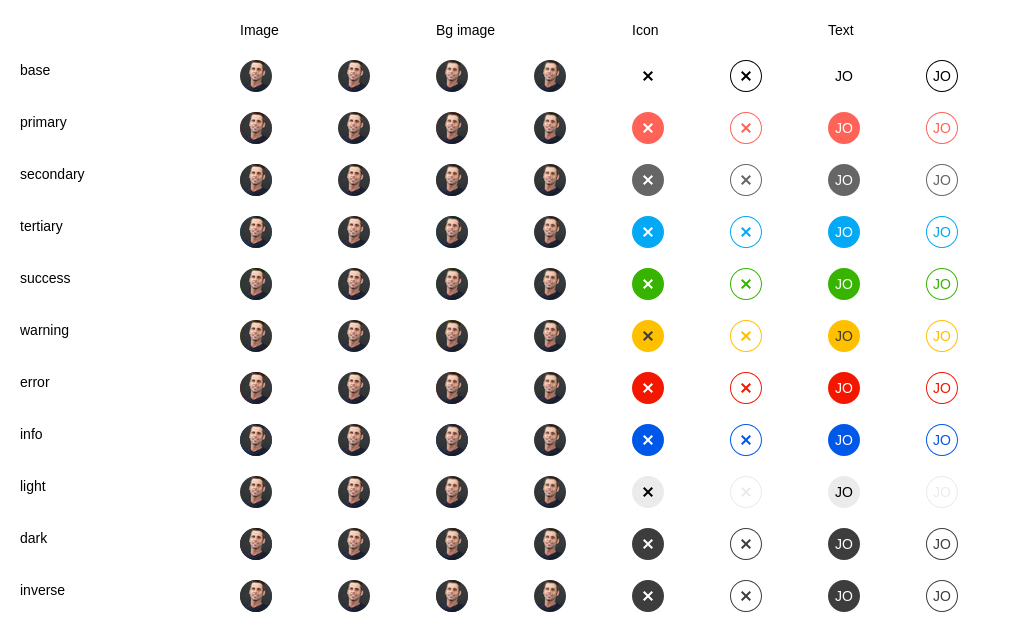 Image Bg image Icon Text
base JO JO
primary JO JO
secondary JO JO
tertiary JO JO
success JO JO
warning JO JO
error JO JO
info JO JO
light JO JO
dark JO JO
inverse JO JO